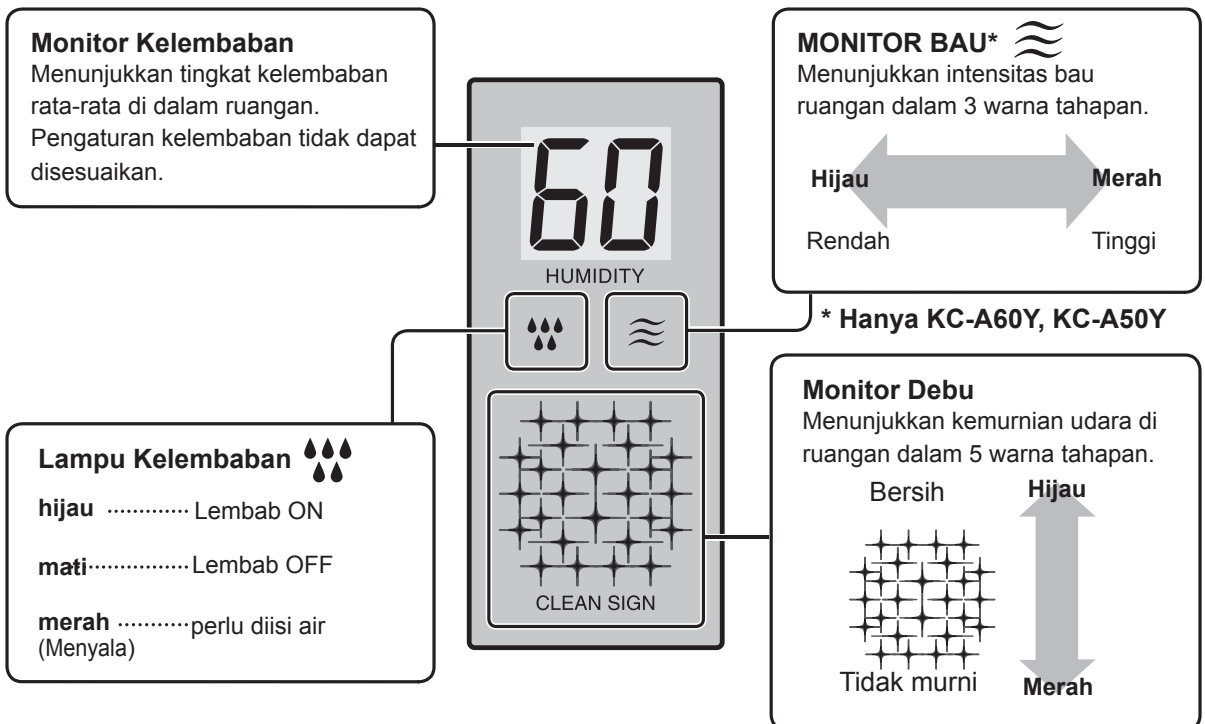 Monitor Kelembaban
Menunjukkan tingkat kelembaban
rata-rata di dalam ruangan.
Pengaturan kelembaban tidak dapat
disesuaikan.
MONITOR BAU*
Menunjukkan intensitas bau
ruangan dalam 3 warna tahapan.
Hijau Merah
Rendah Tinggi
* Hanya KC-A60Y, KC-A50Y
60
HUMIDITY
CLEAN SIGN
Lampu Kelembaban
hijau ............. Lembab ON
mati................Lembab OFF
merah ...........perlu diisi air
(Menyala)
Monitor Debu
Menunjukkan kemurnian udara di
ruangan dalam 5 warna tahapan.
Bersih Hijau
Tidak murni Merah